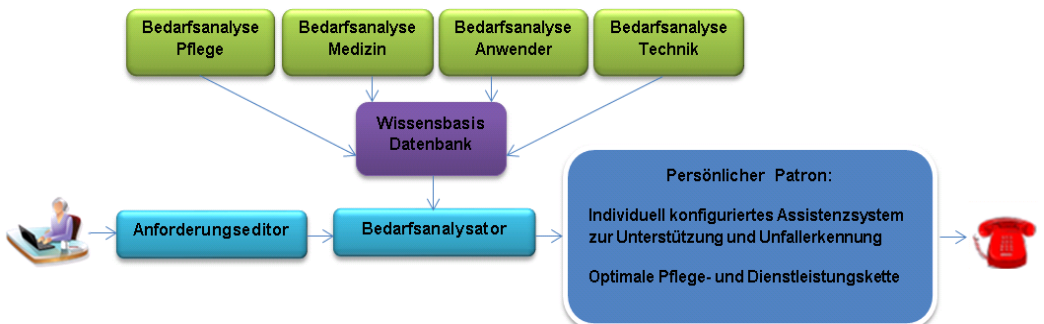 Bedarfsanalyse
Pflege
Bedarfsanalyse
Medizin
Bedarfsanalyse
Anwender
Bedarfsanalyse
Technik
Wissensbasis
Datenbank
Anforderungseditor
Bedarfsanalysator
Persönlicher Patron:
Individuell konfiguriertes Assistenzsystem
zur Unterstützung und Unfallerkennung
Optimale Pflege- und Dienstleistungskette